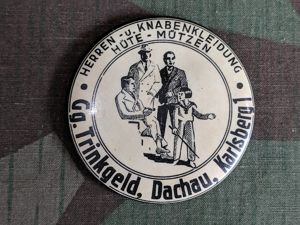 HERREN - u. KNABENKLEIDUNG
HÜTE - MÜTZEN
Gg. Trinkgeld, Dachau, Karlsberg 1